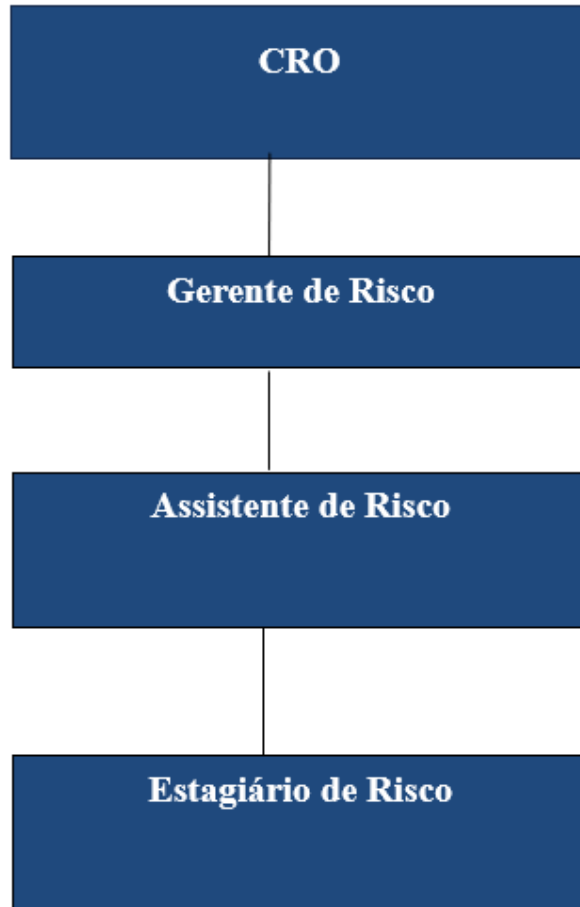 CRO
Gerente de Risco
Assistente de Risco
Estagiário de Risco